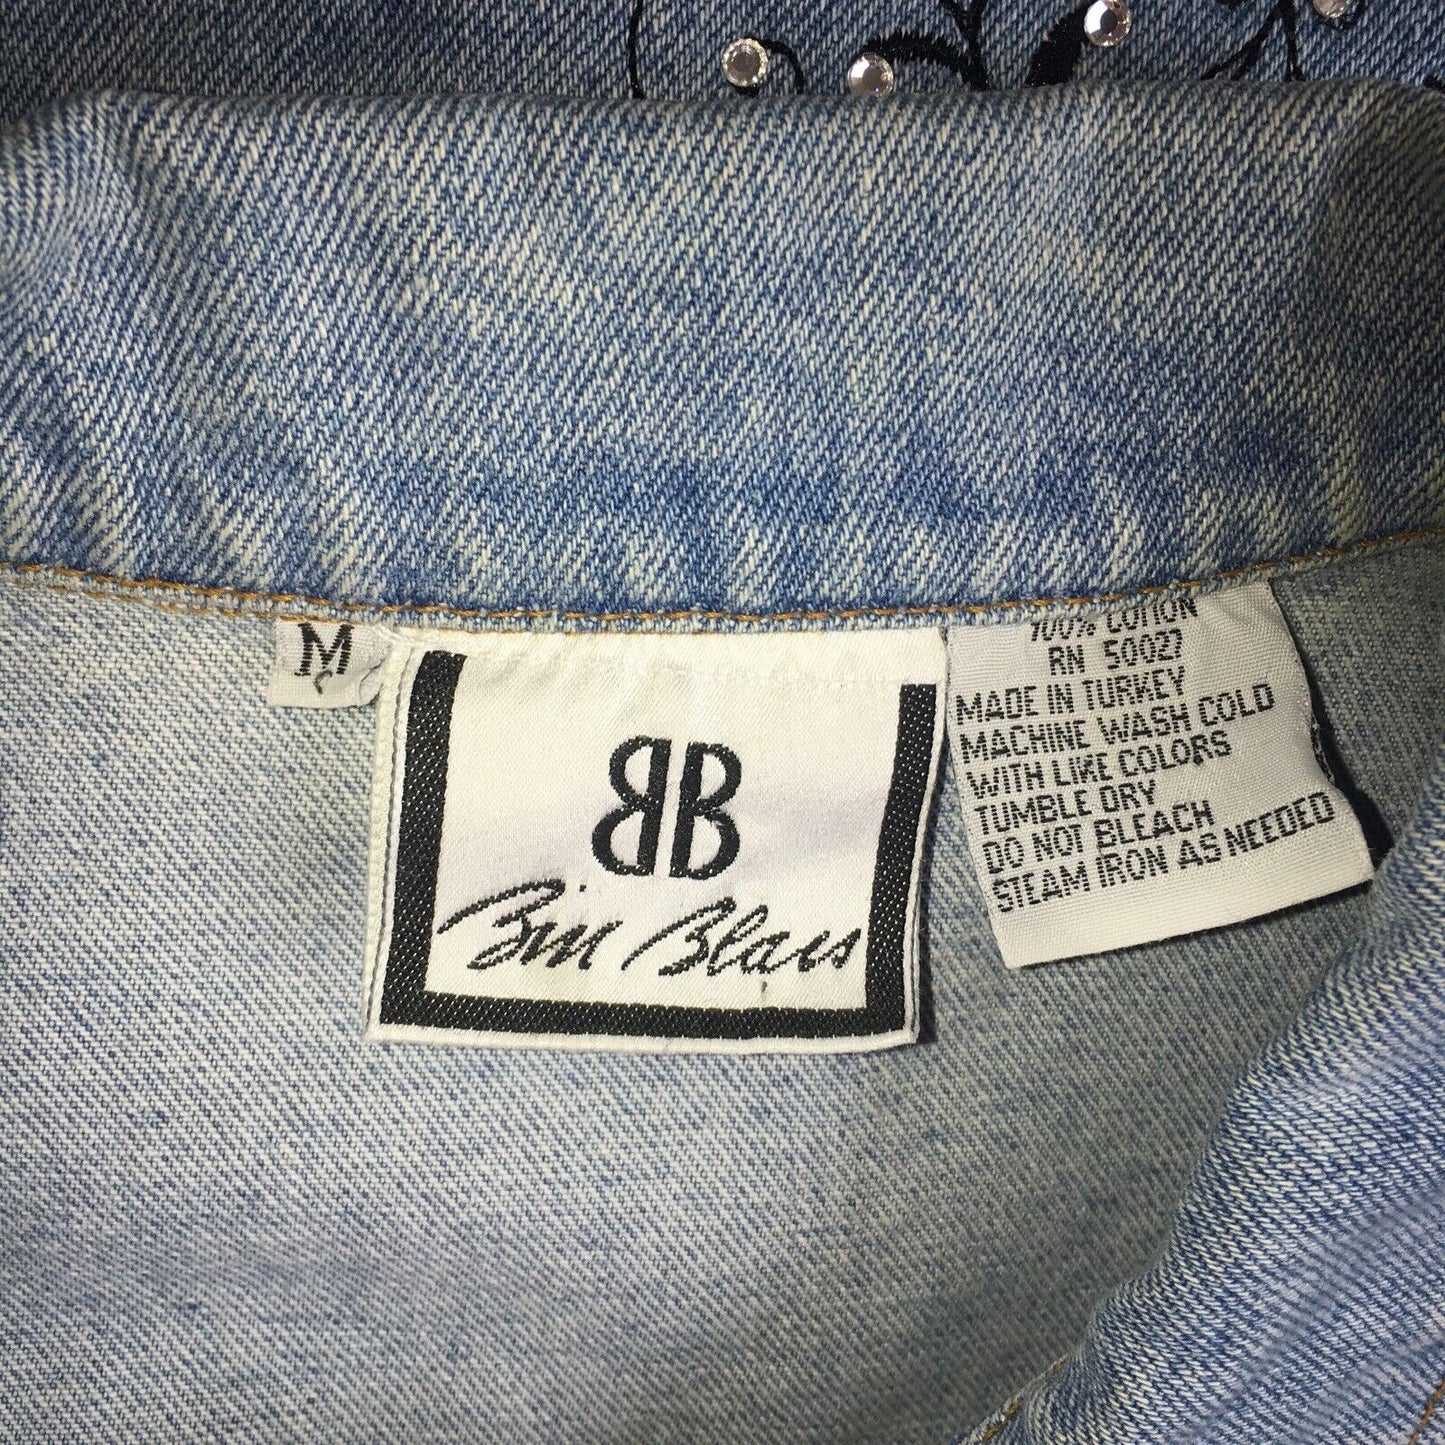 M
BB
Bill Blass
100% COTTON
RN 50027
MADE IN TURKEY
MACHINE WASH COLD
WITH LIKE COLORS
TUMBLE DRY
DO NOT BLEACH
STEAM IRON AS NEEDED